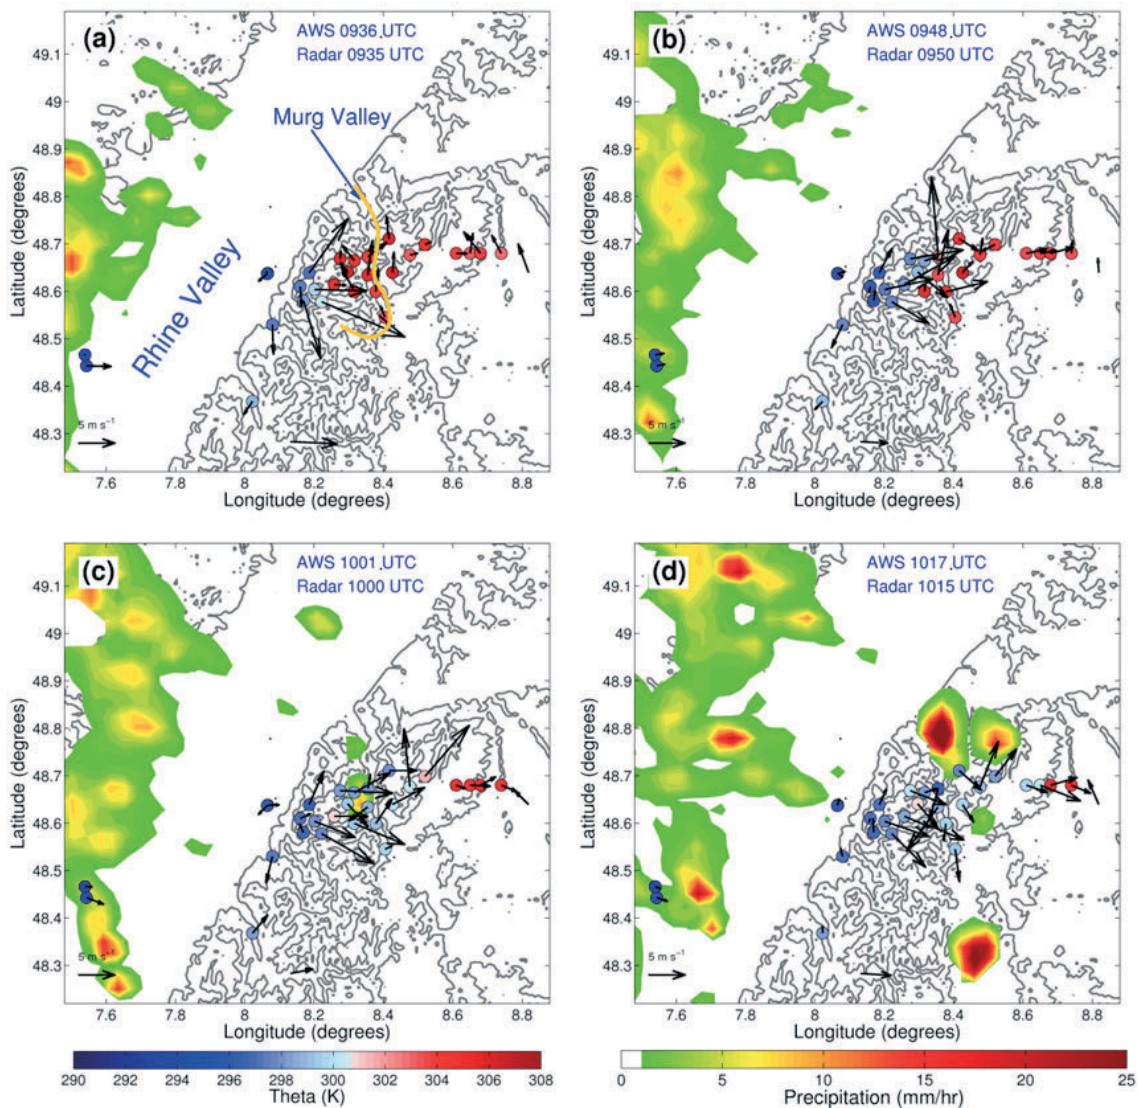 (a)
AWS 0936 UTC
Radar 0935 UTC
Murg Valley
Rhine Valley
5 m s⁻¹
49.1
49
48.9
48.8
48.7
48.6
48.5
48.4
48.3
Latitude (degrees)
7.6 7.8 8 8.2 8.4 8.6 8.8
Longitude (degrees)
(b)
AWS 0948 UTC
Radar 0950 UTC
5 m s⁻¹
49.1
49
48.9
48.8
48.7
48.6
48.5
48.4
48.3
Latitude (degrees)
7.6 7.8 8 8.2 8.4 8.6 8.8
Longitude (degrees)
(c)
AWS 1001 UTC
Radar 1000 UTC
5 m s⁻¹
49.1
49
48.9
48.8
48.7
48.6
48.5
48.4
48.3
Latitude (degrees)
7.6 7.8 8 8.2 8.4 8.6 8.8
Longitude (degrees)
(d)
AWS 1017 UTC
Radar 1015 UTC
5 m s⁻¹
49.1
49
48.9
48.8
48.7
48.6
48.5
48.4
48.3
Latitude (degrees)
7.6 7.8 8 8.2 8.4 8.6 8.8
Longitude (degrees)
290 292 294 296 298 300 302 304 306 308
Theta (K)
0 5 10 15 20 25
Precipitation (mm/hr)